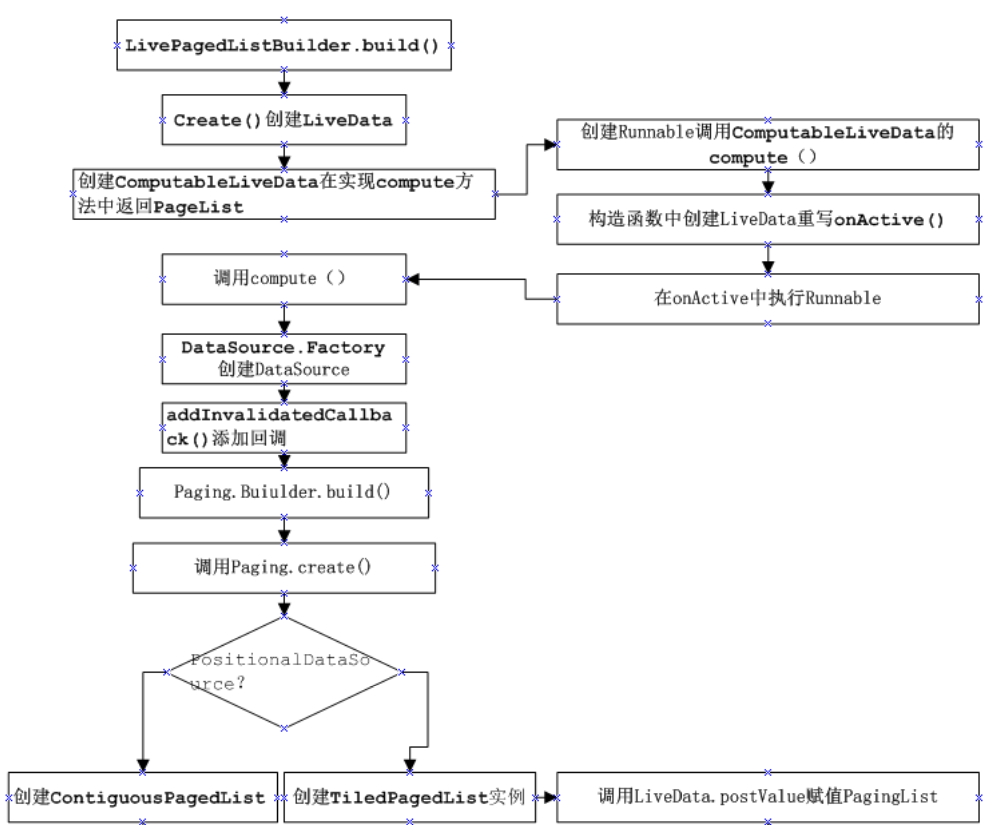 LivePagedListBuilder.build()
Create()创建LiveData
创建ComputableLiveData在实现compute方
法中返回PageList
创建Runnable调用ComputableLiveData的
compute（）
构造函数中创建LiveData重写onActive()
在onActive中执行Runnable
调用compute（）
DataSource.Factory
创建DataSource
addInvalidatedCallba
ck()添加回调
Paging.Buiulder.build()
调用Paging.create()
PositionalDataSo
urce?
创建ContiguousPagedList
创建TiledPagedList实例
调用LiveData.postValue赋值PagingList